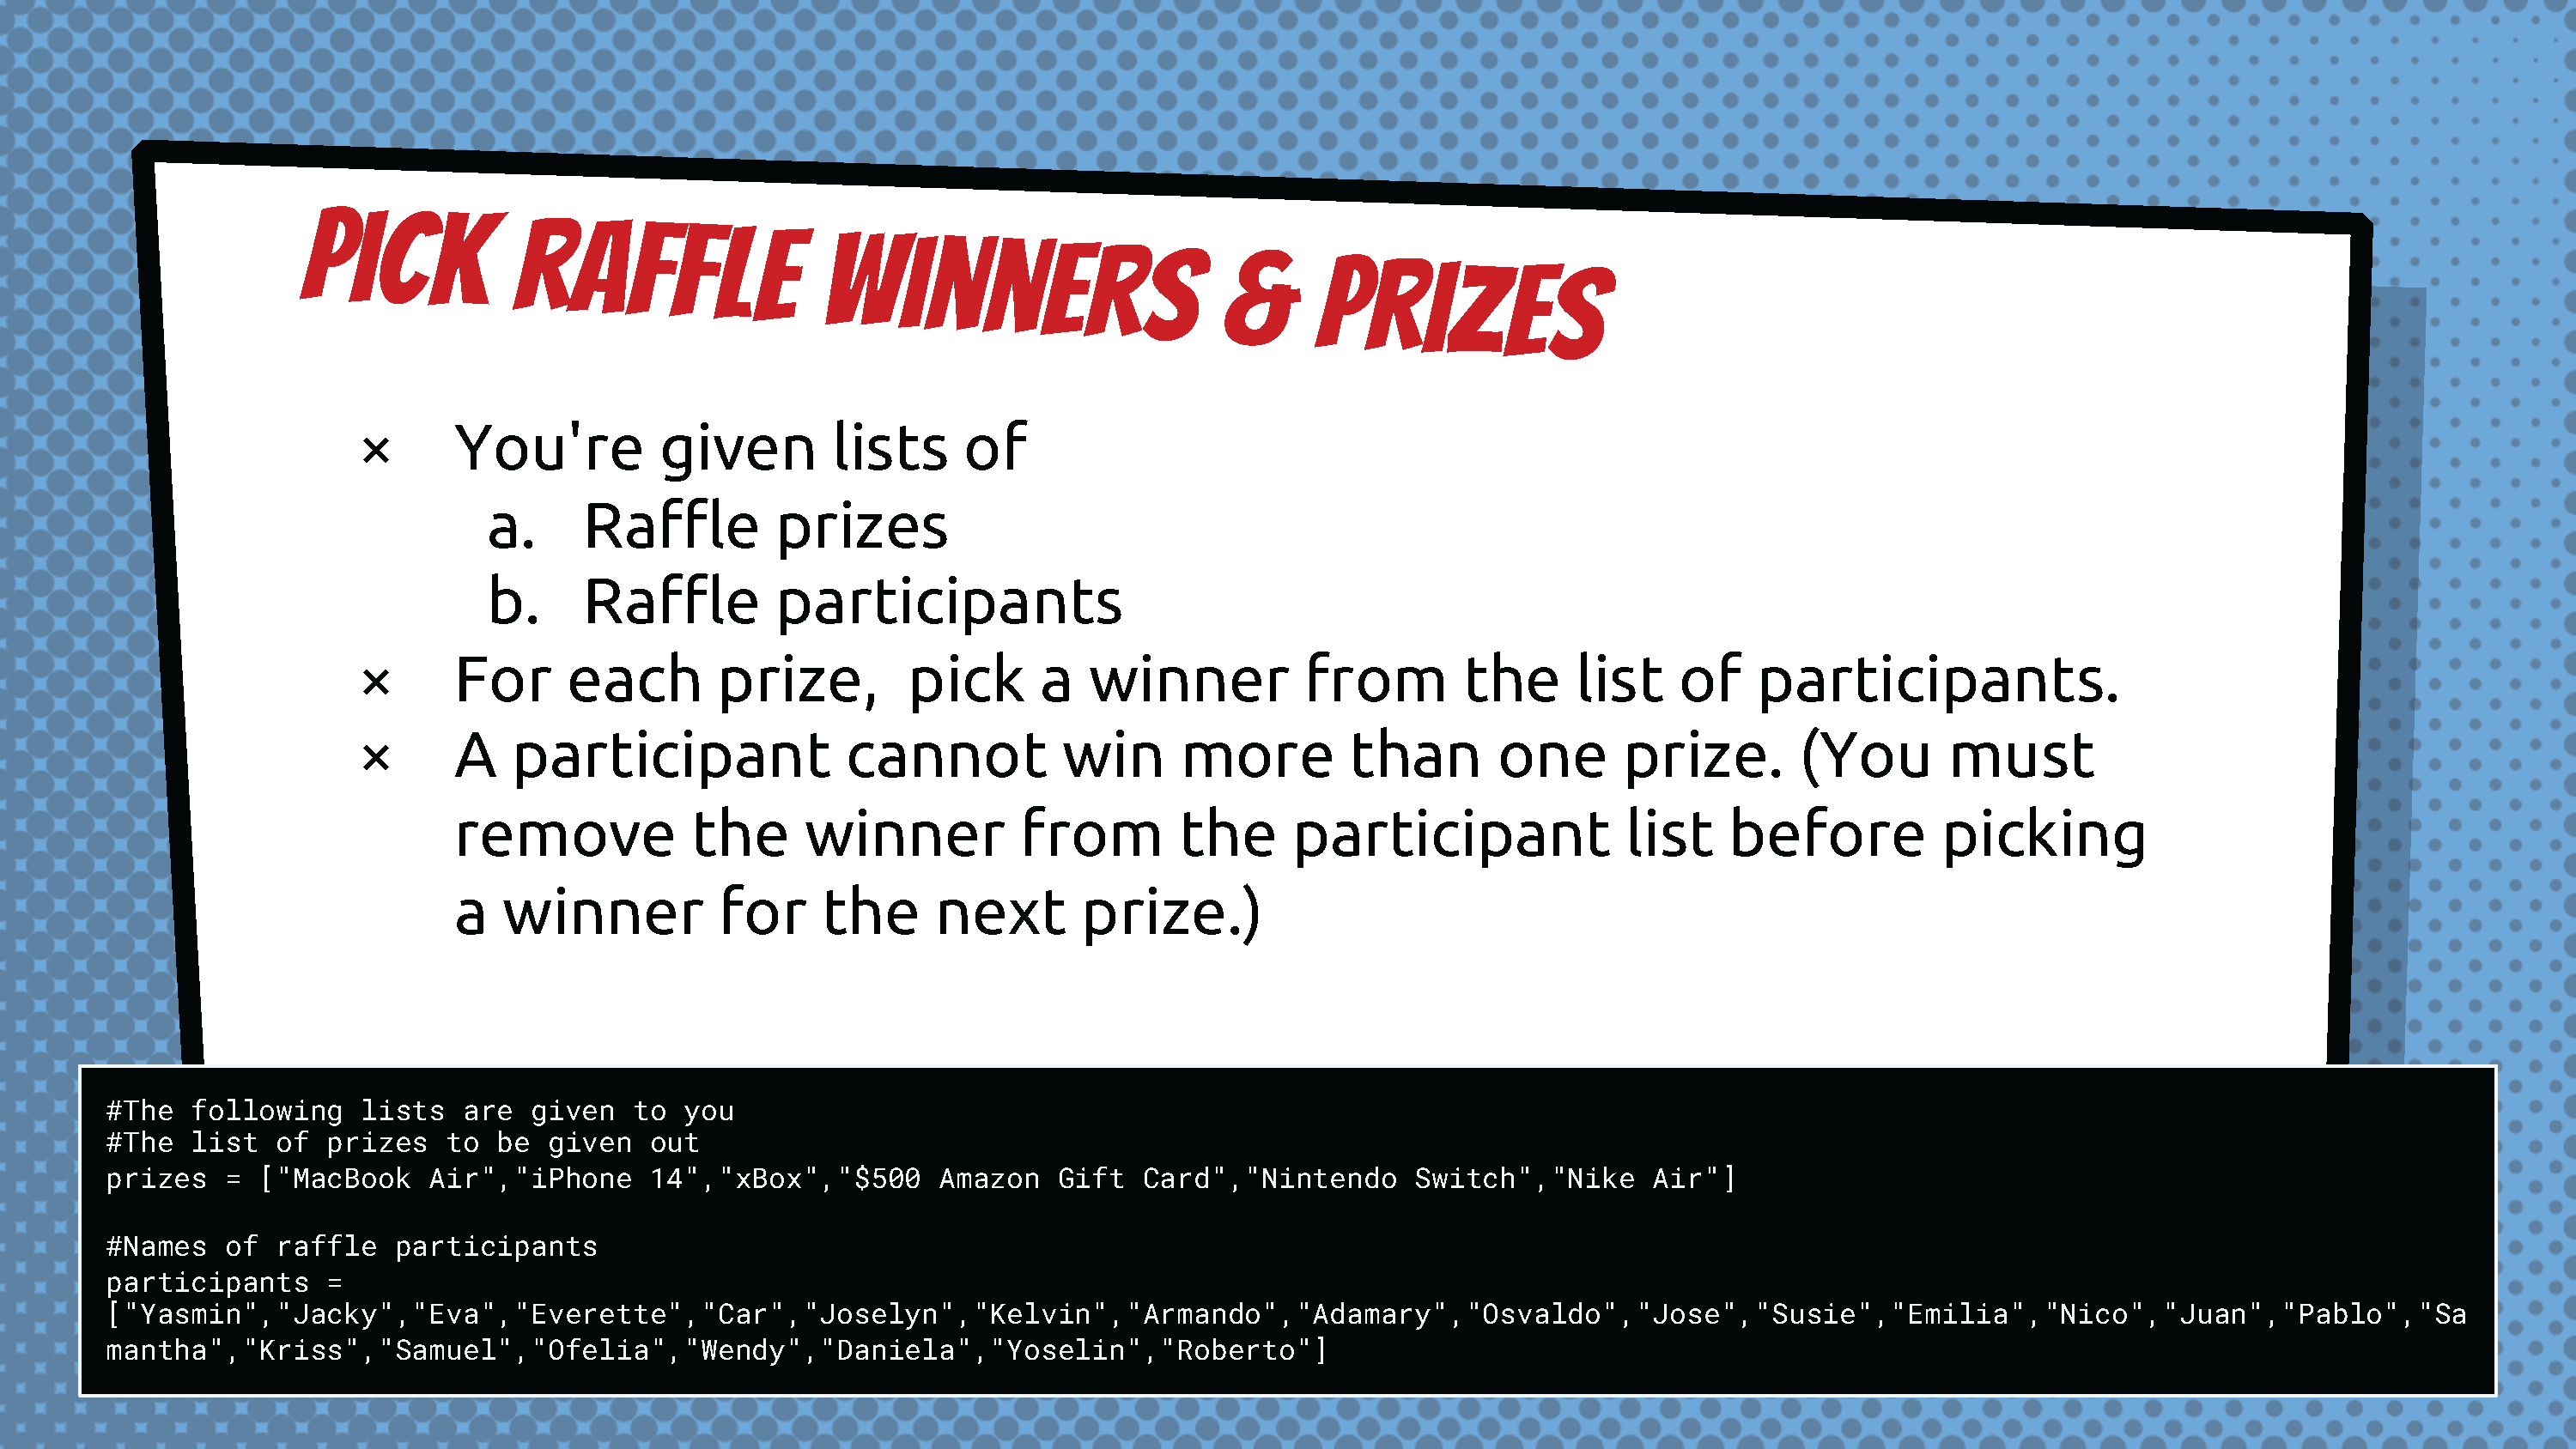 PICK RAFFLE WINNERS & PRIZES
× You're given lists of
a. Raffle prizes
b. Raffle participants
× For each prize, pick a winner from the list of participants.
× A participant cannot win more than one prize. (You must
remove the winner from the participant list before picking
a winner for the next prize.)
#The following lists are given to you
#The list of prizes to be given out
prizes = ["MacBook Air","iPhone 14","xBox","$500 Amazon Gift Card","Nintendo Switch","Nike Air"]
#Names of raffle participants
participants =
["Yasmin","Jacky","Eva","Everette","Car","Joselyn","Kelvin","Armando","Adamary","Osvaldo","Jose","Susie","Emilia","Nico","Juan","Pablo","Sa
mantha","Kriss","Samuel","Ofelia","Wendy","Daniela","Yoselin","Roberto"]